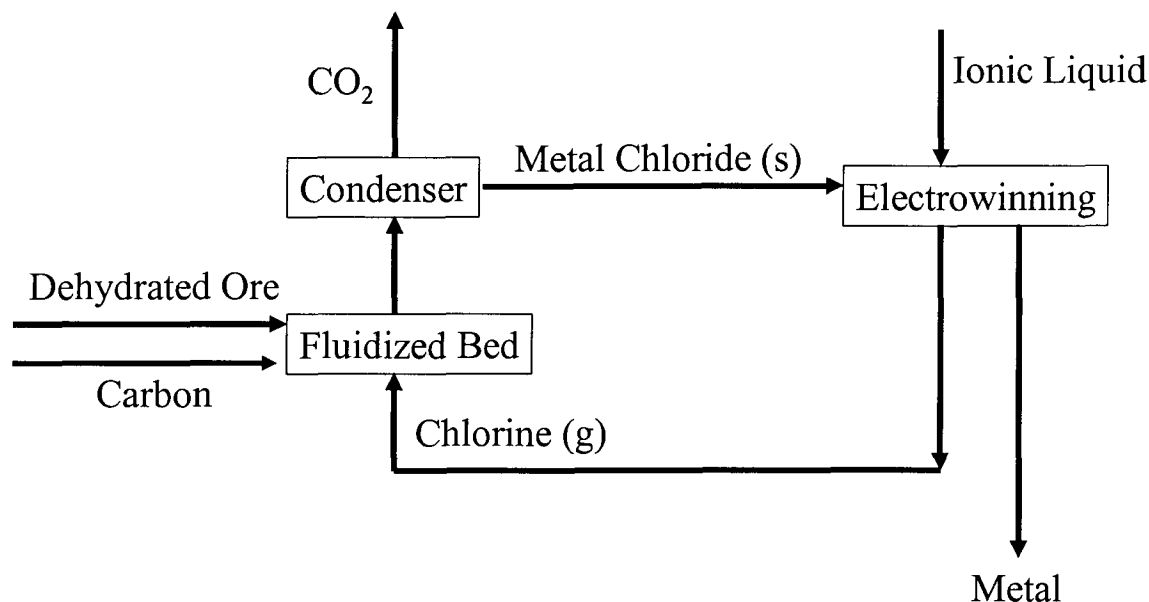 CO₂
Ionic Liquid
Metal Chloride (s)
Condenser
Electrowinning
Dehydrated Ore
Fluidized Bed
Carbon
Chlorine (g)
Metal